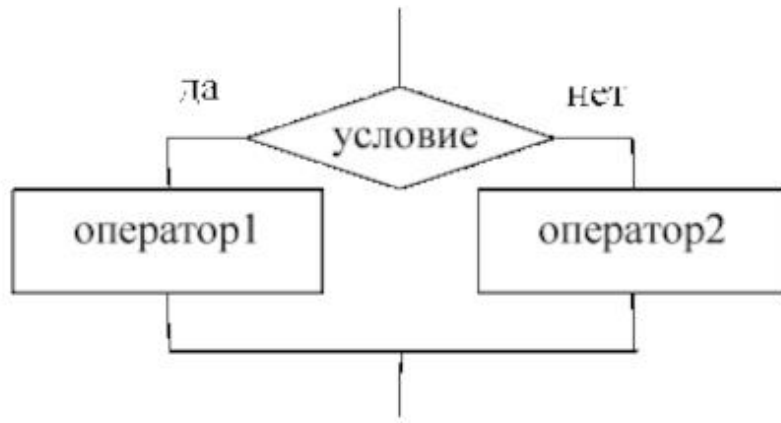 да
нет
условие
оператор1
оператор2